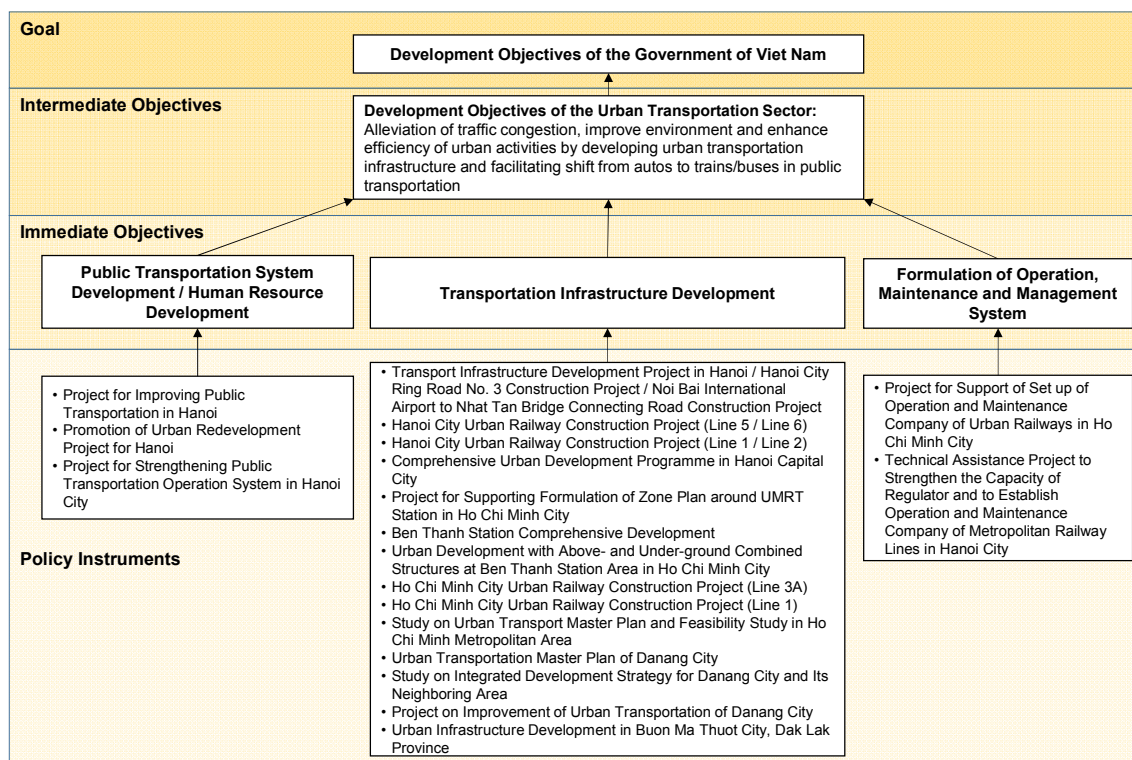 Goal
Development Objectives of the Government of Viet Nam
Intermediate Objectives
Development Objectives of the Urban Transportation Sector:
Alleviation of traffic congestion, improve environment and enhance
efficiency of urban activities by developing urban transportation
infrastructure and facilitating shift from autos to trains/buses in public
transportation
Immediate Objectives
Public Transportation System
Development / Human Resource
Development
Transportation Infrastructure Development
Formulation of Operation,
Maintenance and Management
System
• Project for Improving Public
Transportation in Hanoi
• Promotion of Urban Redevelopment
Project for Hanoi
• Project for Strengthening Public
Transportation Operation System in Hanoi
City
• Transport Infrastructure Development Project in Hanoi / Hanoi City
Ring Road No. 3 Construction Project / Noi Bai International
Airport to Nhat Tan Bridge Connecting Road Construction Project
• Hanoi City Urban Railway Construction Project (Line 5 / Line 6)
• Hanoi City Urban Railway Construction Project (Line 1 / Line 2)
• Comprehensive Urban Development Programme in Hanoi Capital
City
• Project for Supporting Formulation of Zone Plan around UMRT
Station in Ho Chi Minh City
• Ben Thanh Station Comprehensive Development
• Urban Development with Above- and Under-ground Combined
Structures at Ben Thanh Station Area in Ho Chi Minh City
• Ho Chi Minh City Urban Railway Construction Project (Line 3A)
• Ho Chi Minh City Urban Railway Construction Project (Line 1)
• Study on Urban Transport Master Plan and Feasibility Study in Ho
Chi Minh Metropolitan Area
• Urban Transportation Master Plan of Danang City
• Study on Integrated Development Strategy for Danang City and Its
Neighboring Area
• Project on Improvement of Urban Transportation of Danang City
• Urban Infrastructure Development in Buon Ma Thuot City, Dak Lak
Province
• Project for Support of Set up of
Operation and Maintenance
Company of Urban Railways in Ho
Chi Minh City
• Technical Assistance Project to
Strengthen the Capacity of
Regulator and to Establish
Operation and Maintenance
Company of Metropolitan Railway
Lines in Hanoi City
Policy Instruments